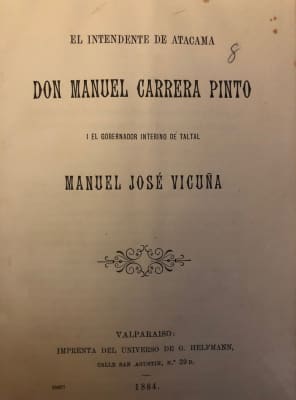 EL INTENDENTE DE ATACAMA
8
DON MANUEL CARRERA PINTO
I EL GOBERNADOR INTERINO DE TALTAL
MANUEL JOSÉ VICUÑA
VALPARAISO:
IMPRENTA DEL UNIVERSO DE G. HELFMANN,
CALLE SAN AGUSTIN, N.º 39 D.
1884.